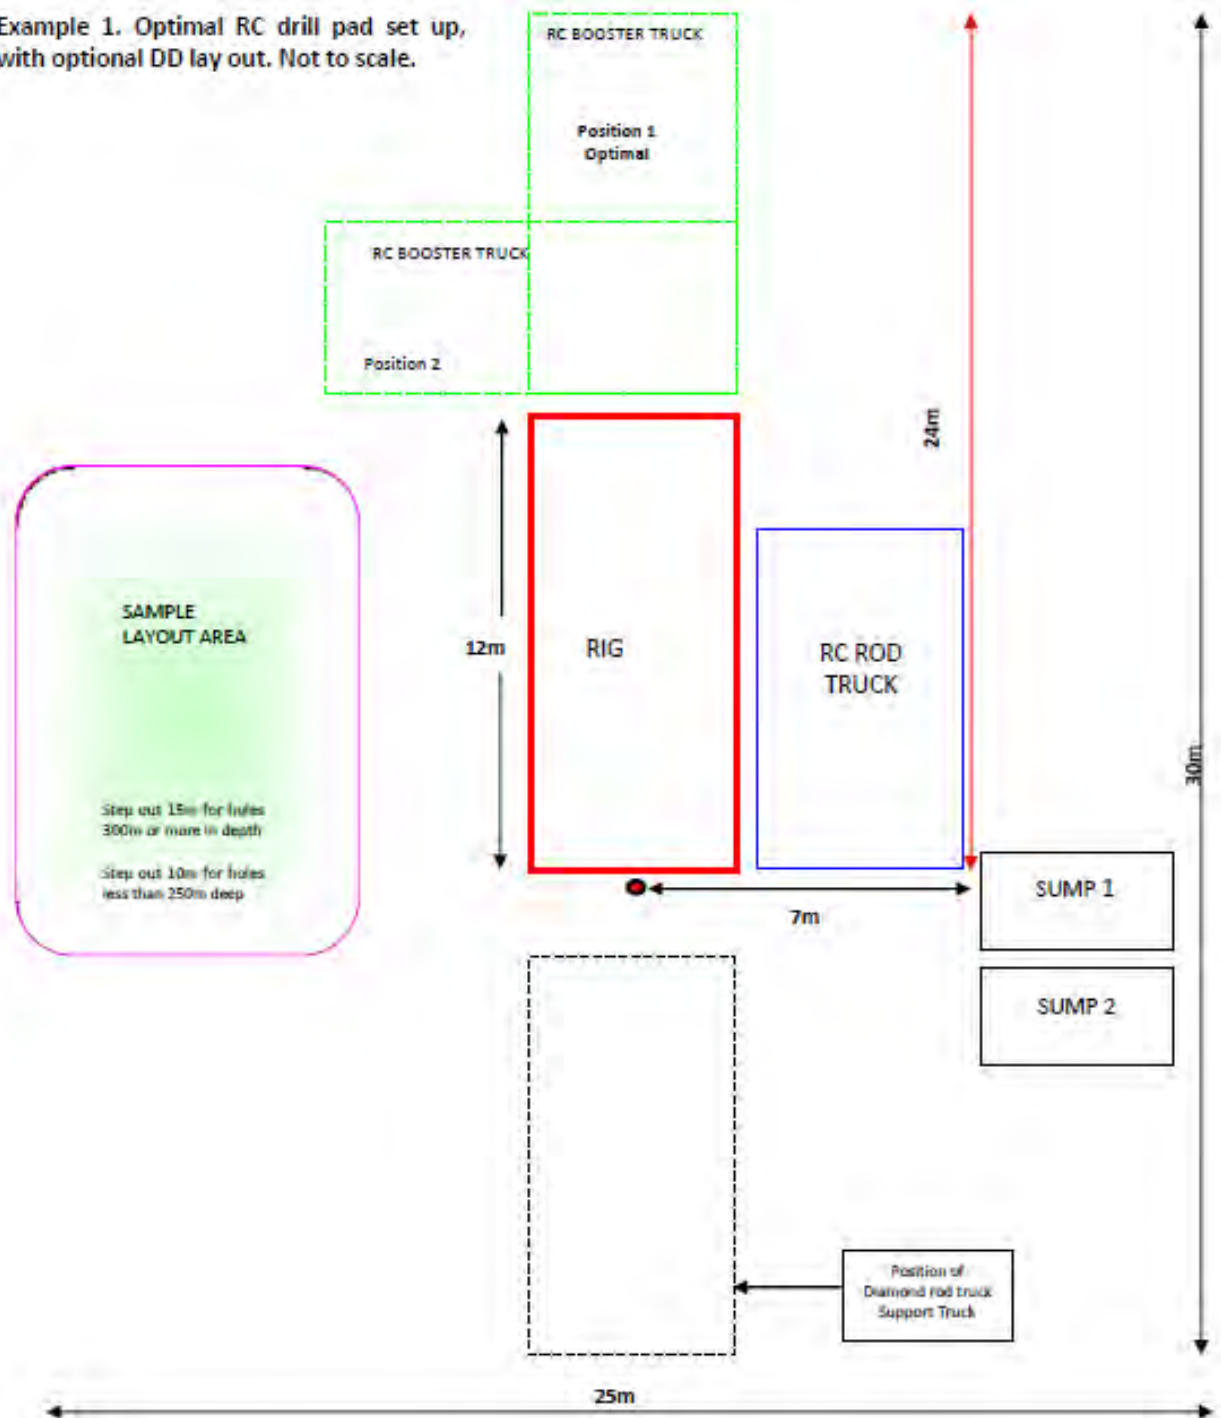 Example 1. Optimal RC drill pad set up,
with optional DD lay out. Not to scale.
RC BOOSTER TRUCK
Position 1
Optimal
RC BOOSTER TRUCK
Position 2
24m
SAMPLE
LAYOUT AREA
12m
RIG
RC ROD
TRUCK
30m
Step out 15m for holes
300m or more in depth
Step out 10m for holes
less than 250m deep
SUMP 1
7m
SUMP 2
Position of
Diamond rod truck
Support Truck
25m